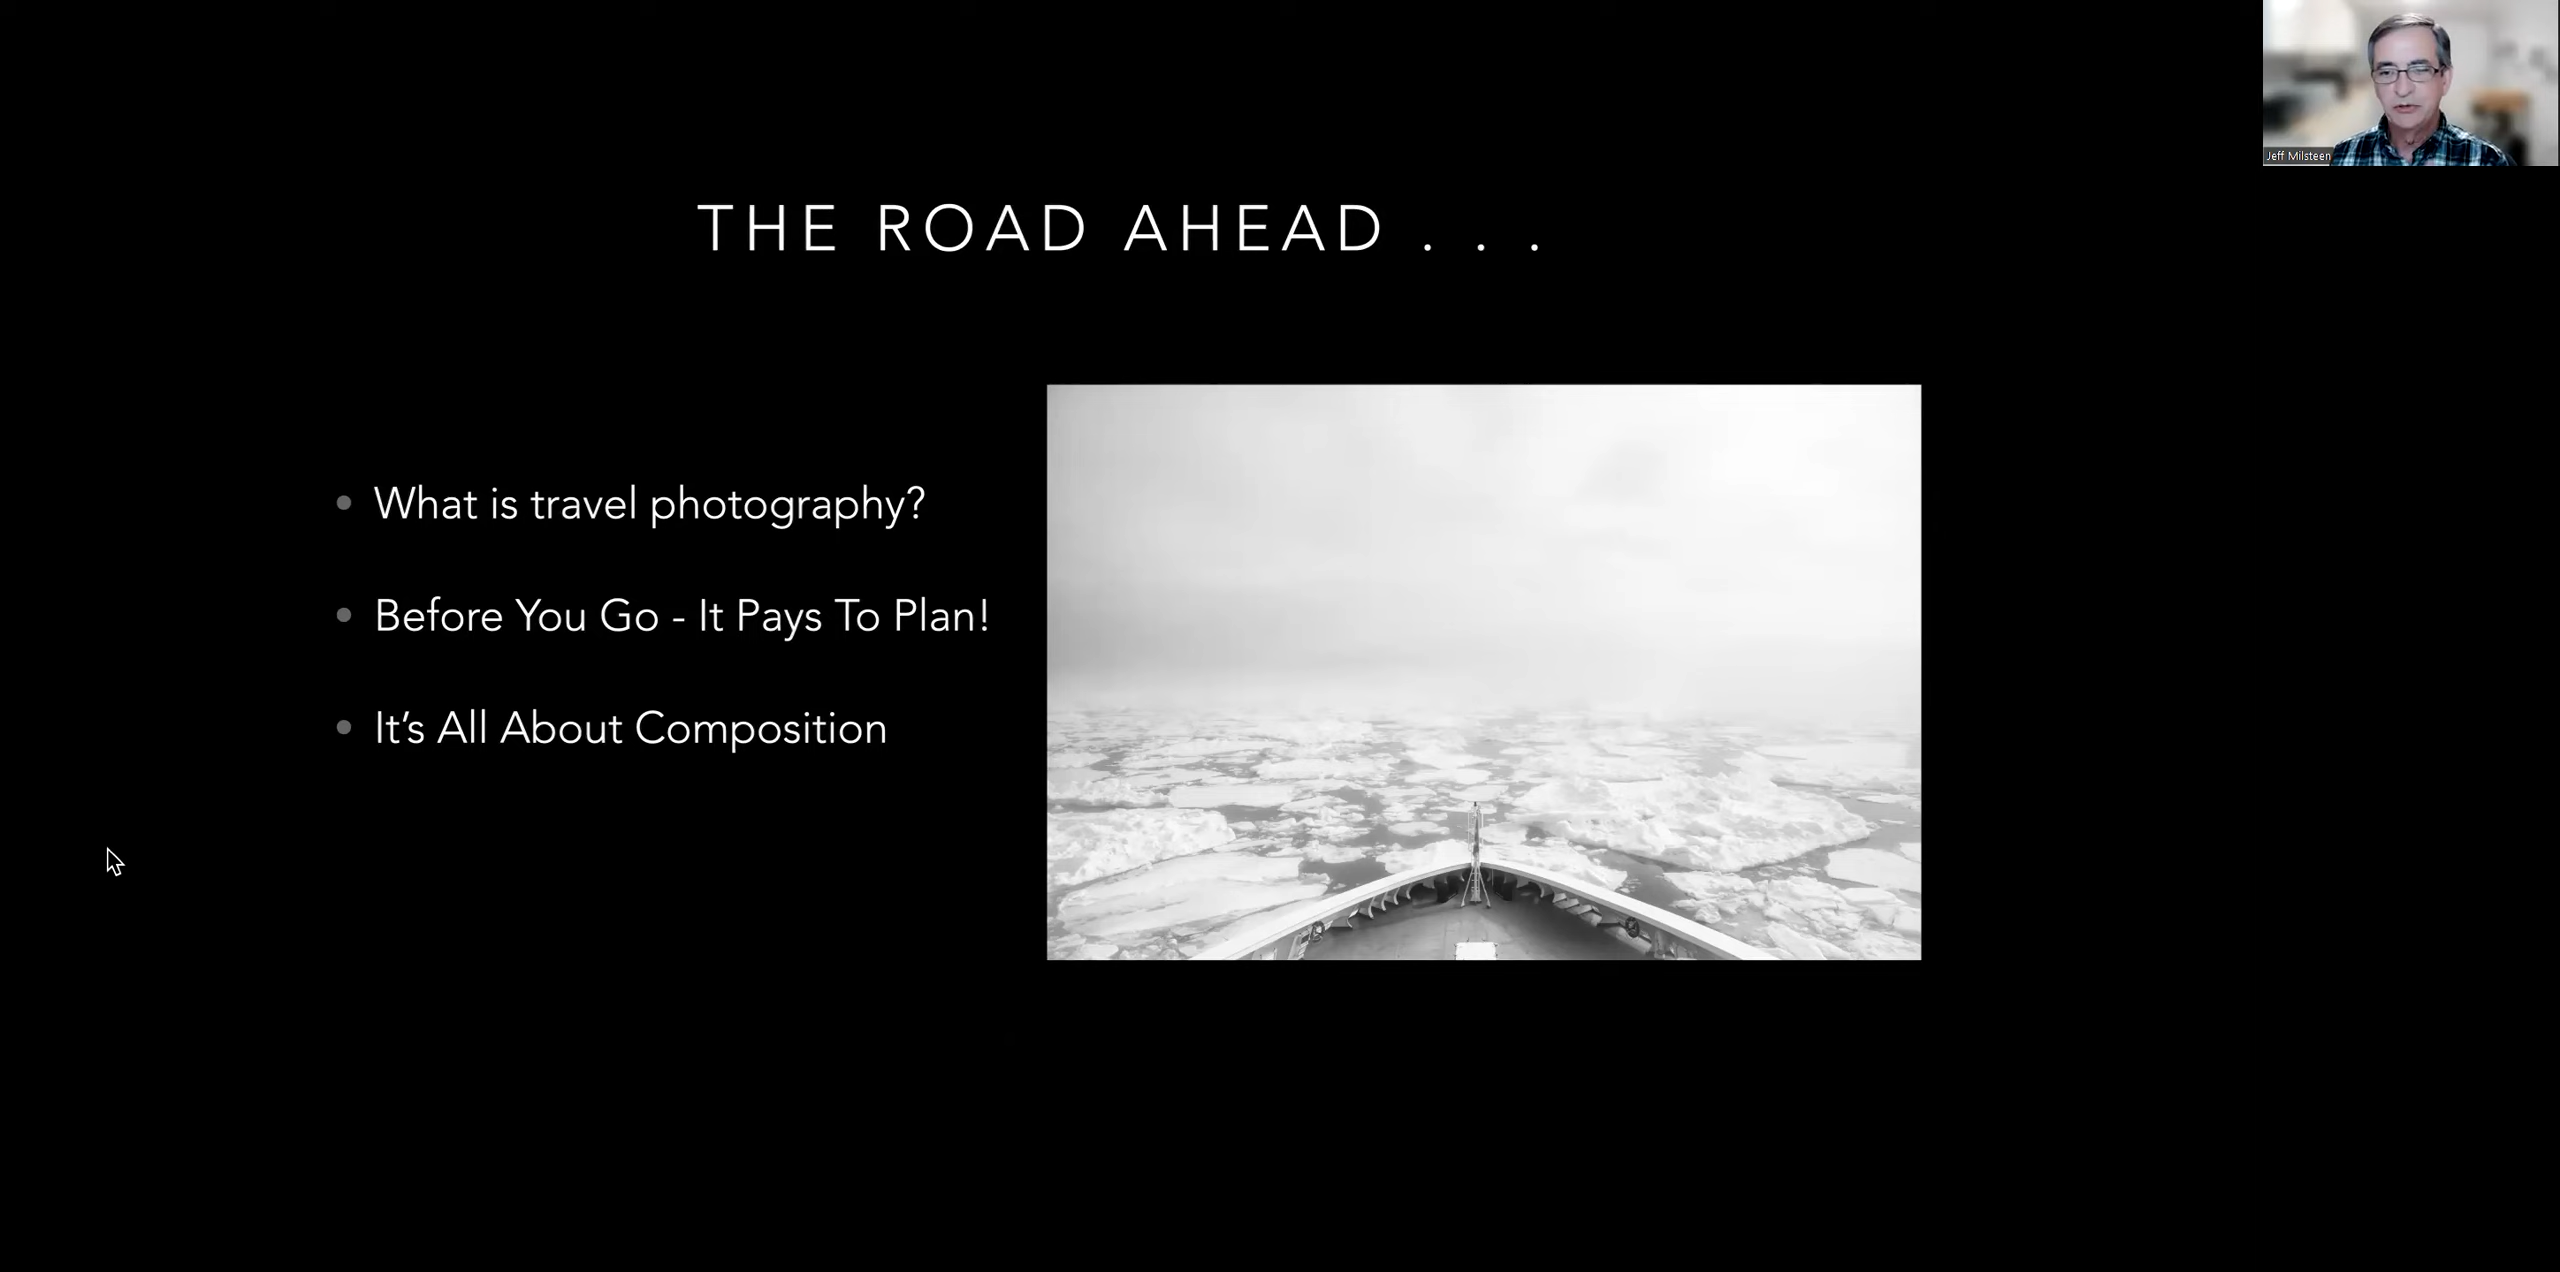 Jeff Milsteen
THE ROAD AHEAD . . .
What is travel photography?
Before You Go - It Pays To Plan!
It’s All About Composition